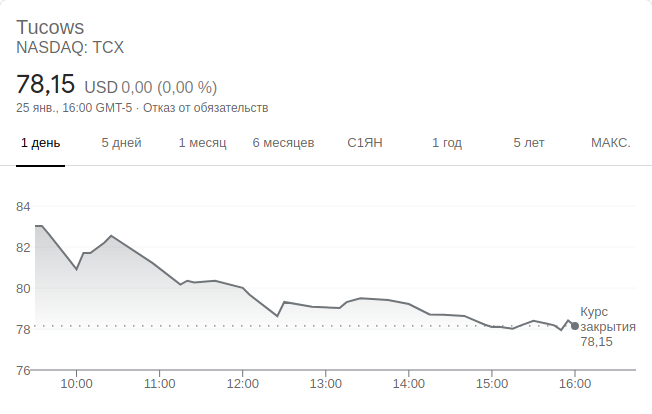 Tucows
NASDAQ: TCX
78,15 USD 0,00 (0,00 %)
25 янв., 16:00 GMT-5 · Отказ от обязательств
1 день 5 дней 1 месяц 6 месяцев С1ЯН 1 год 5 лет МАКС.
84
82
80
78
76
Курс
закрытия
78,15
10:00 11:00 12:00 13:00 14:00 15:00 16:00